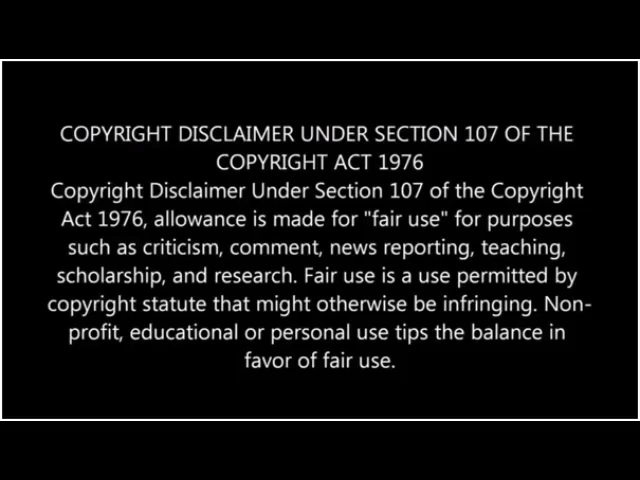 COPYRIGHT DISCLAIMER UNDER SECTION 107 OF THE
COPYRIGHT ACT 1976
Copyright Disclaimer Under Section 107 of the Copyright
Act 1976, allowance is made for "fair use" for purposes
such as criticism, comment, news reporting, teaching,
scholarship, and research. Fair use is a use permitted by
copyright statute that might otherwise be infringing. Non-
profit, educational or personal use tips the balance in
favor of fair use.